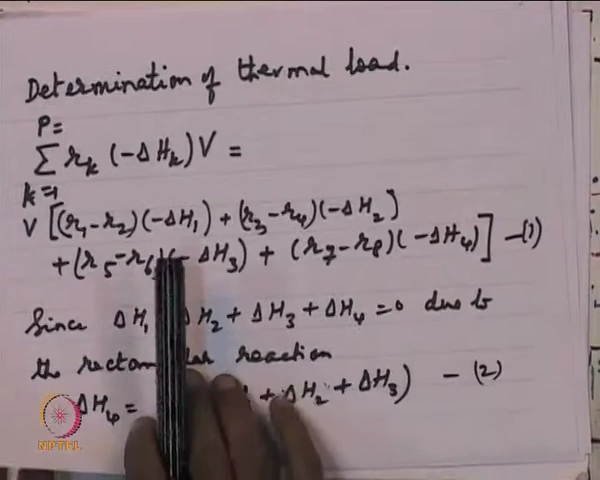 Determination of thermal load.
P=
∑ r_k (-ΔH_k) V =
k=1
V [(r_1-r_2)(-ΔH_1) + (r_3-r_4)(-ΔH_2)
+(r_5-r_6)(-ΔH_3) + (r_7-r_8)(-ΔH_4)] -(1)
Since ΔH_1 ΔH_2 + ΔH_3 + ΔH_4 =0 due to
the reaction
ΔH_4 = + ΔH_2 + ΔH_3) - (2)
NPTEL